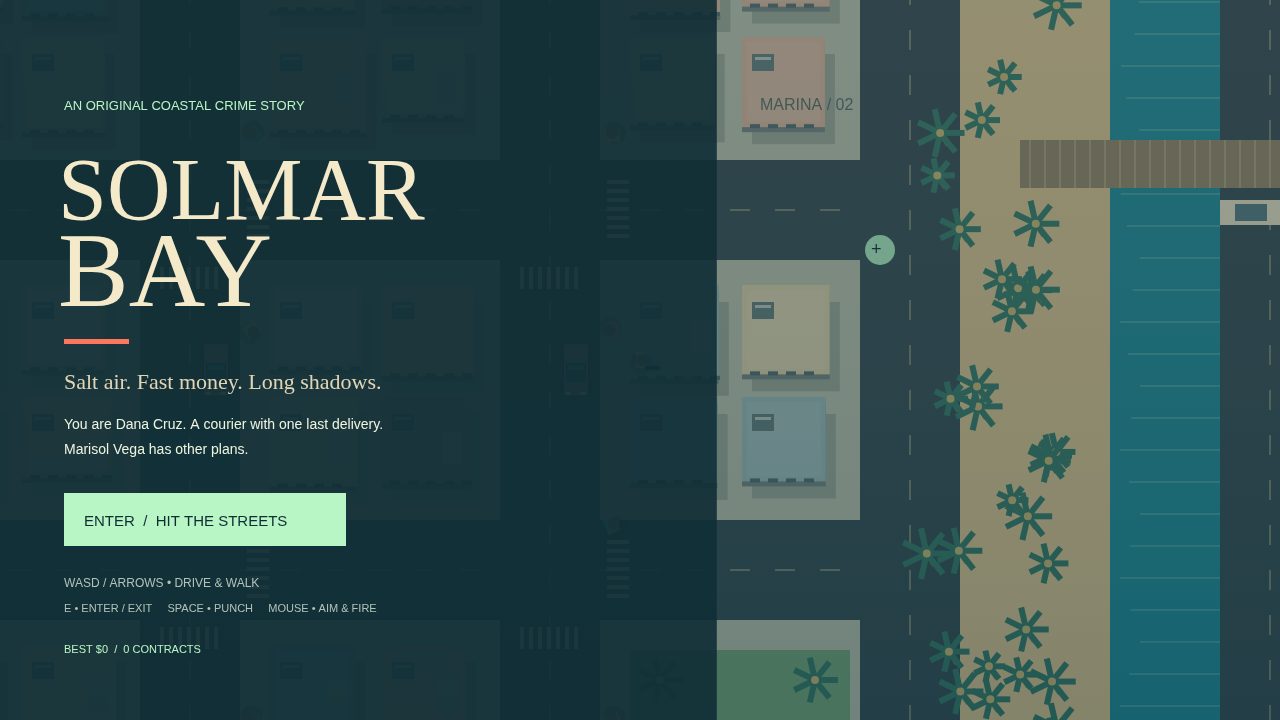 AN ORIGINAL COASTAL CRIME STORY
MARINA / 02
SOLMAR
BAY
Salt air. Fast money. Long shadows.
You are Dana Cruz. A courier with one last delivery.
Marisol Vega has other plans.
ENTER / HIT THE STREETS
WASD / ARROWS • DRIVE & WALK
E • ENTER / EXIT SPACE • PUNCH MOUSE • AIM & FIRE
BEST $0 / 0 CONTRACTS
+